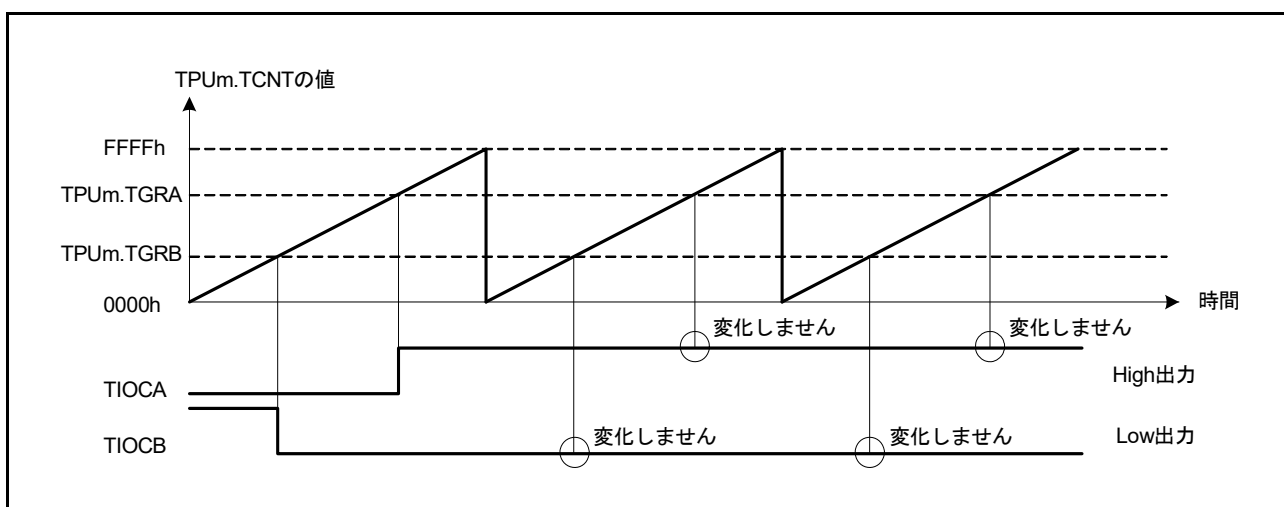 TPUm.TCNTの値
FFFFh
TPUm.TGRA
TPUm.TGRB
0000h
時間
変化しません
変化しません
High出力
TIOCA
変化しません
変化しません
Low出力
TIOCB